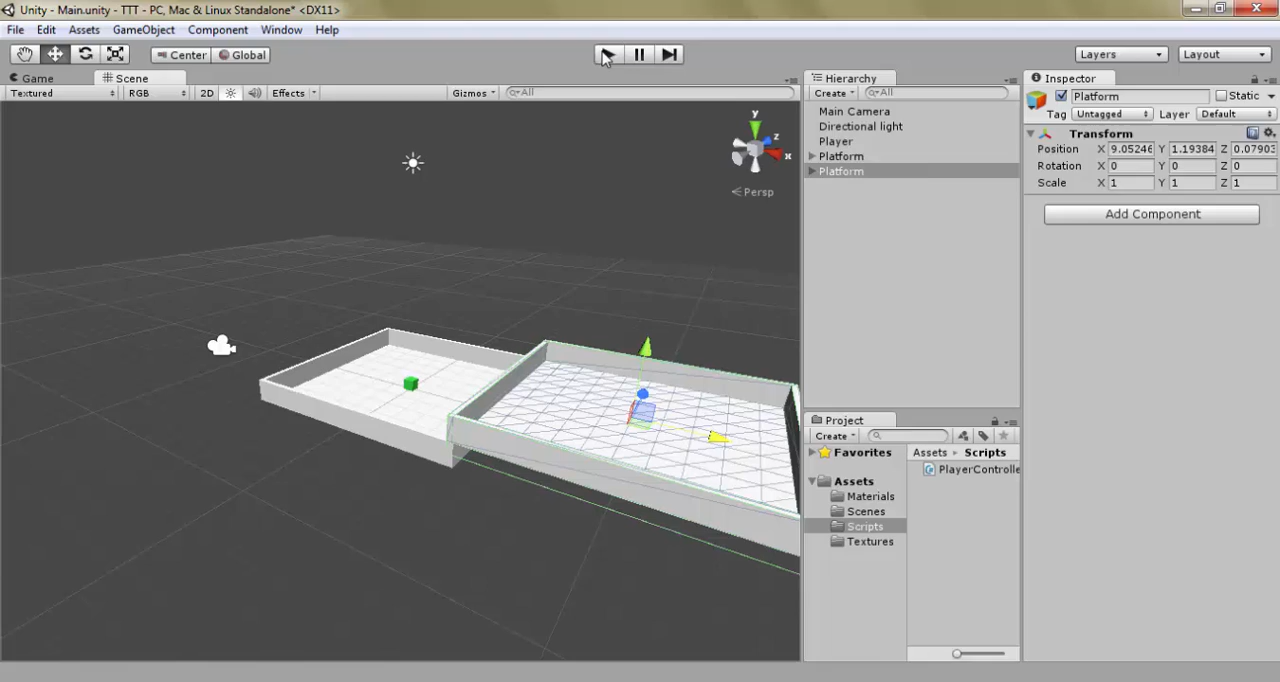 Unity - Main.unity - TTT - PC, Mac & Linux Standalone* <DX11>
File Edit Assets GameObject Component Window Help
Center Global Layers Layout
Game Scene Hierarchy Inspector
Textured RGB 2D Effects Gizmos All Create All Platform Static
Tag Untagged Layer Default
Main Camera
Directional light
Player
Platform
Platform
Transform
Position X 9.05246 Y 1.19384 Z 0.07903
Rotation X 0 Y 0 Z 0
Scale X 1 Y 1 Z 1
Add Component
y
z
x
Persp
Project
Create
Favorites
Assets
Materials
Scenes
Scripts
Textures
Assets Scripts
PlayerControlle